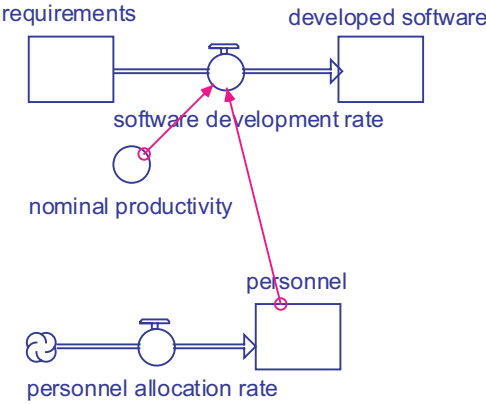 requirements
developed software
software development rate
nominal productivity
personnel
personnel allocation rate